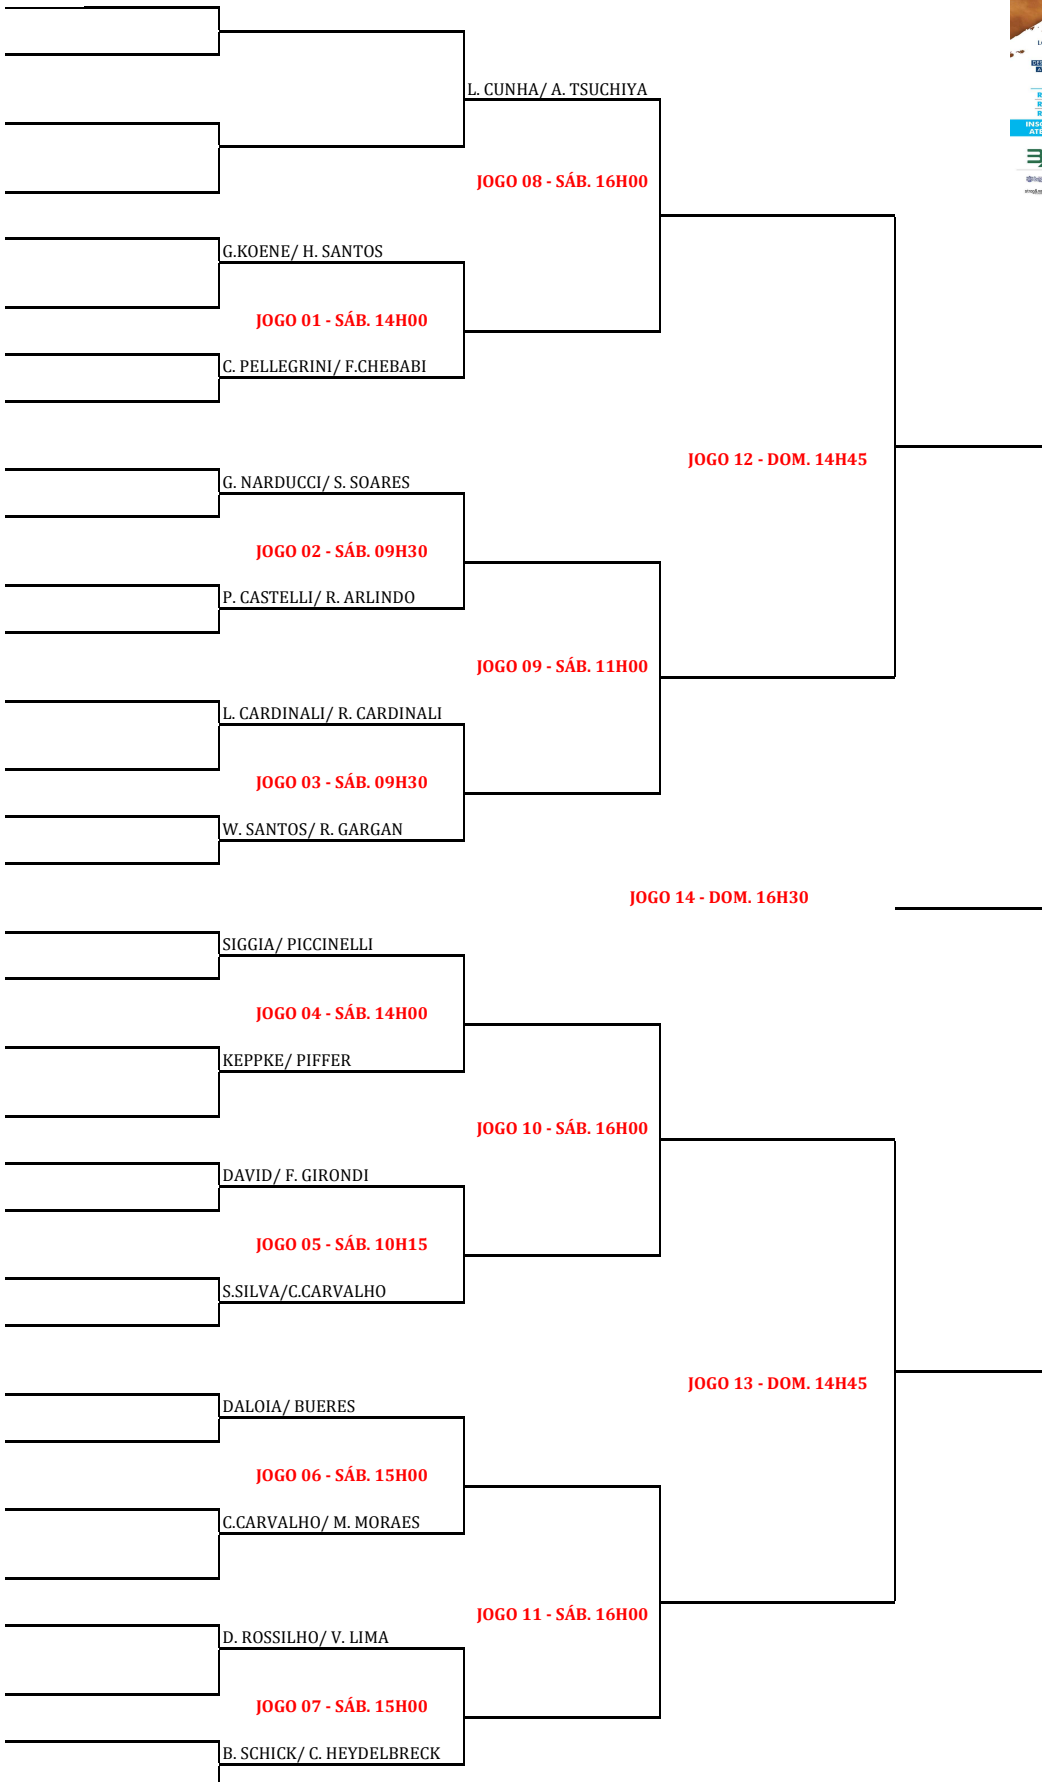 L. CUNHA/ A. TSUCHIYA
JOGO 08 - SÁB. 16H00
G.KOENE/ H. SANTOS
JOGO 01 - SÁB. 14H00
C. PELLEGRINI/ F.CHEBABI
JOGO 12 - DOM. 14H45
G. NARDUCCI/ S. SOARES
JOGO 02 - SÁB. 09H30
P. CASTELLI/ R. ARLINDO
JOGO 09 - SÁB. 11H00
L. CARDINALI/ R. CARDINALI
JOGO 03 - SÁB. 09H30
W. SANTOS/ R. GARGAN
JOGO 14 - DOM. 16H30
SIGGIA/ PICCINELLI
JOGO 04 - SÁB. 14H00
KEPPKE/ PIFFER
JOGO 10 - SÁB. 16H00
DAVID/ F. GIRONDI
JOGO 05 - SÁB. 10H15
S.SILVA/C.CARVALHO
JOGO 13 - DOM. 14H45
DALOIA/ BUERES
JOGO 06 - SÁB. 15H00
C.CARVALHO/ M. MORAES
JOGO 11 - SÁB. 16H00
D. ROSSILHO/ V. LIMA
JOGO 07 - SÁB. 15H00
B. SCHICK/ C. HEYDELBRECK